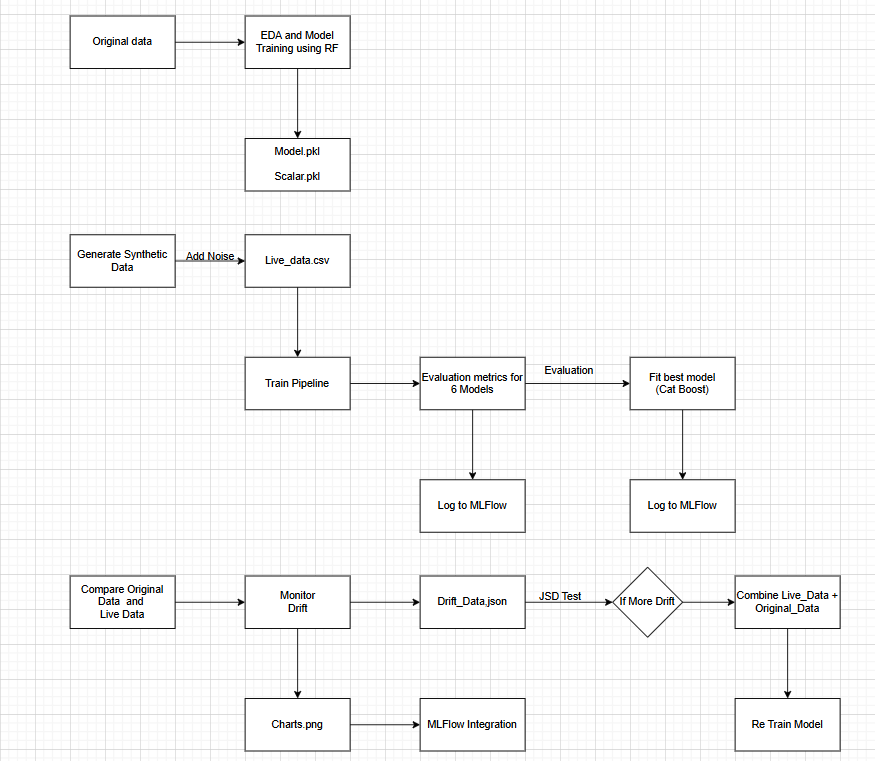 Original data
EDA and Model
Training using RF
Model.pkl
Scalar.pkl
Generate Synthetic
Data
Add Noise
Live_data.csv
Train Pipeline
Evaluation metrics for
6 Models
Evaluation
Fit best model
(Cat Boost)
Log to MLFlow
Log to MLFlow
Compare Original
Data and
Live Data
Monitor
Drift
Drift_Data,json
JSD Test
If More Drift
Combine Live_Data +
Original_Data
Charts.png
MLFlow Integration
Re Train Model